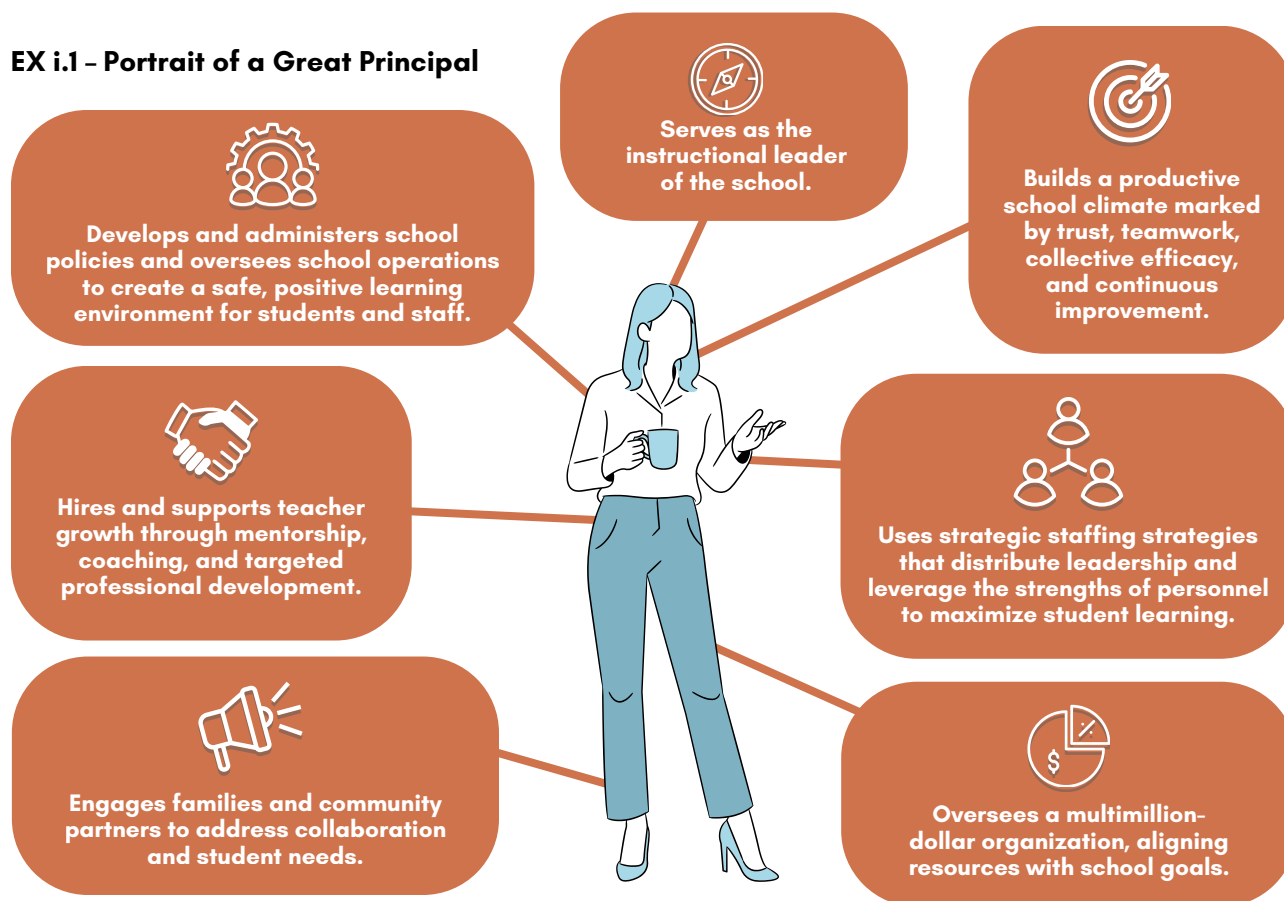 EX i.1 – Portrait of a Great Principal
Serves as the
instructional leader
of the school.
Builds a productive
school climate marked
by trust, teamwork,
collective efficacy,
and continuous
improvement.
Develops and administers school
policies and oversees school operations
to create a safe, positive learning
environment for students and staff.
Hires and supports teacher
growth through mentorship,
coaching, and targeted
professional development.
Uses strategic staffing strategies
that distribute leadership and
leverage the strengths of personnel
to maximize student learning.
Engages families and community
partners to address collaboration
and student needs.
%
$
Oversees a multimillion-
dollar organization, aligning
resources with school goals.